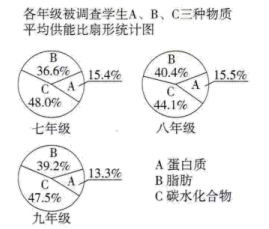 各年级被调查学生A、B、C三种物质
平均供能比扇形统计图
B
36.6%
A
15.4%
C
48.0%
七年级
B
40.4%
A
15.5%
C
44.1%
八年级
B
39.2%
A
13.3%
C
47.5%
九年级
A 蛋白质
B 脂肪
C 碳水化合物